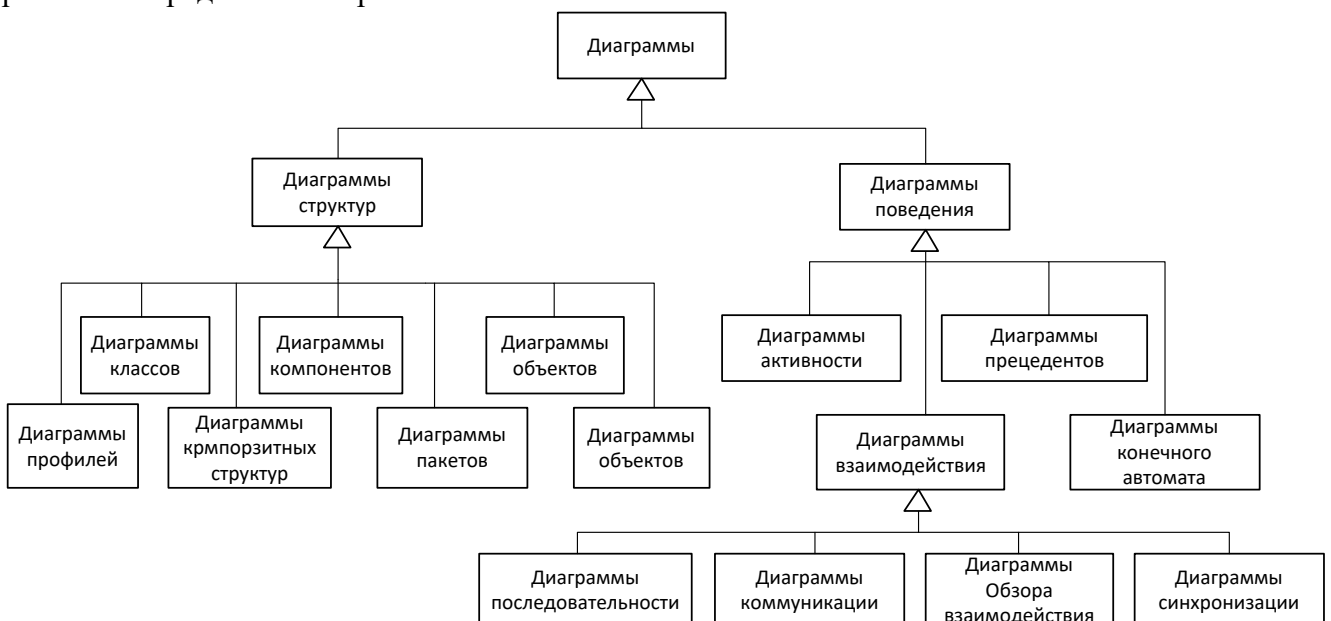 Диаграммы
Диаграммы
структур
Диаграммы
поведения
Диаграммы
классов
Диаграммы
компонентов
Диаграммы
объектов
Диаграммы
активности
Диаграммы
прецедентов
Диаграммы
профилей
Диаграммы
крмпорзитных
структур
Диаграммы
пакетов
Диаграммы
объектов
Диаграммы
взаимодействия
Диаграммы
конечного
автомата
Диаграммы
последовательности
Диаграммы
коммуникации
Диаграммы
Обзора
взаимодействия
Диаграммы
синхронизации